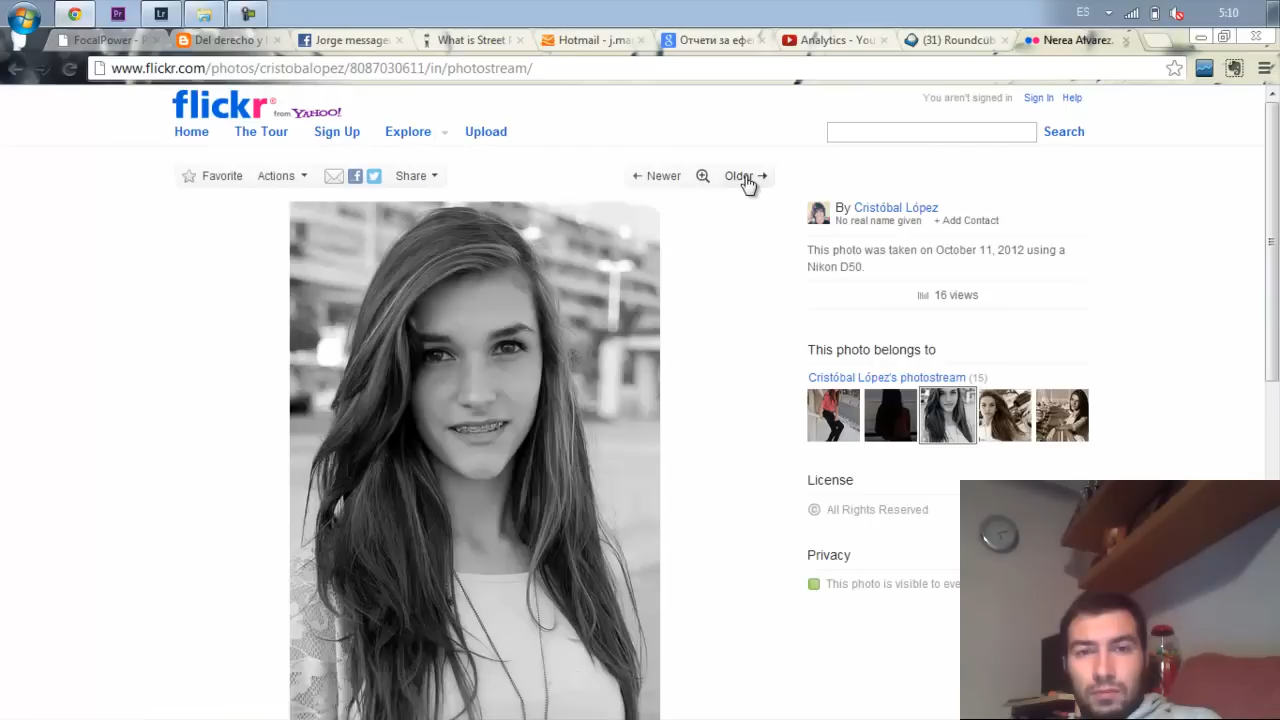 ES 5:10
FocalPower - P
Del derecho y
Jorge message
What is Street P
Hotmail - j.ma
Отчети за ефе
Analytics - You
(31) Roundcub
Nerea Alvarez.
www.flickr.com/photos/cristobalopez/8087030611/in/photostream/
flickr from YAHOO!
You aren't signed in Sign In Help
Home The Tour Sign Up Explore Upload
Search
Favorite Actions Share
← Newer Older →
By Cristóbal López
No real name given + Add Contact
This photo was taken on October 11, 2012 using a
Nikon D50.
16 views
This photo belongs to
Cristóbal López's photostream (15)
License
© All Rights Reserved
Privacy
This photo is visible to eve